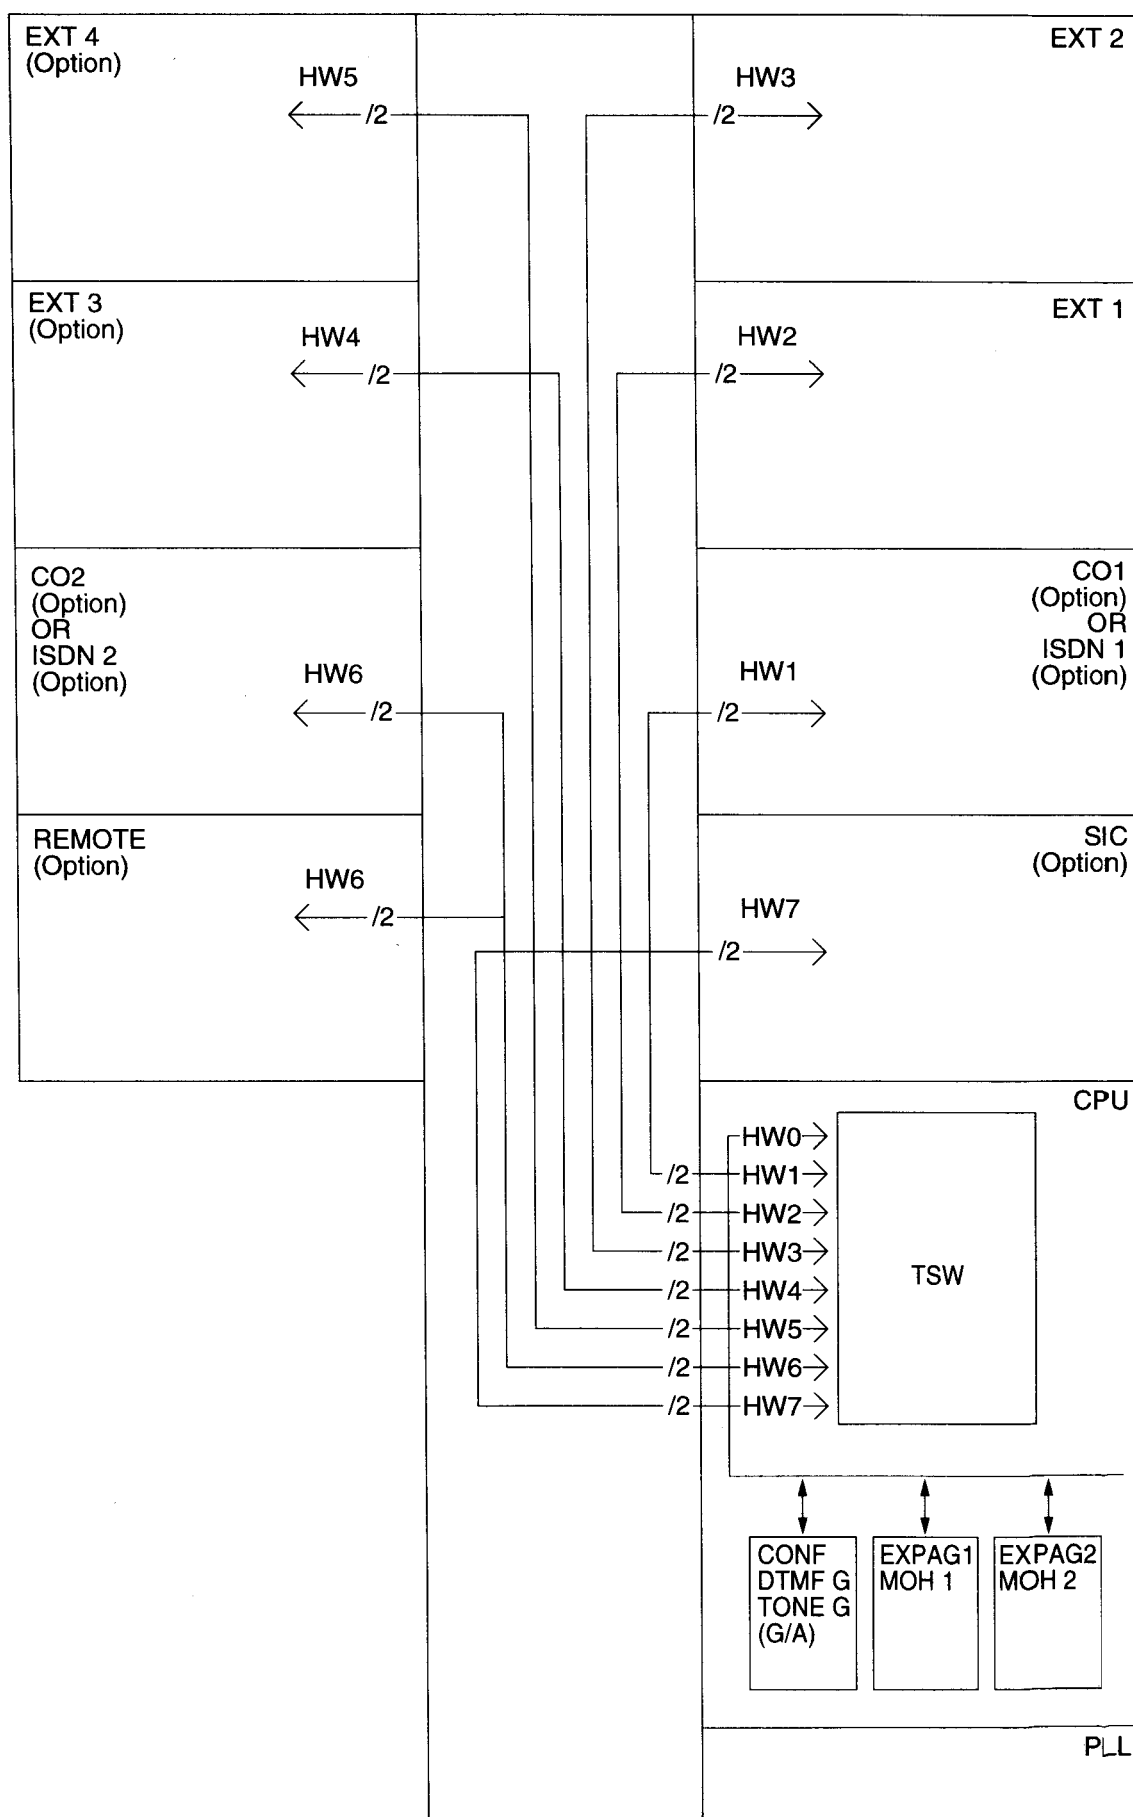 EXT 4
(Option)
HW5
/2
EXT 2
HW3
/2
EXT 3
(Option)
HW4
/2
EXT 1
HW2
/2
CO2
(Option)
OR
ISDN 2
(Option)
HW6
/2
CO1
(Option)
OR
ISDN 1
(Option)
HW1
/2
REMOTE
(Option)
HW6
/2
SIC
(Option)
HW7
/2
CPU
HW0
/2 HW1
/2 HW2
/2 HW3
/2 HW4
/2 HW5
/2 HW6
/2 HW7
TSW
CONF
DTMF G
TONE G
(G/A)
EXPAG1
MOH 1
EXPAG2
MOH 2
PLL